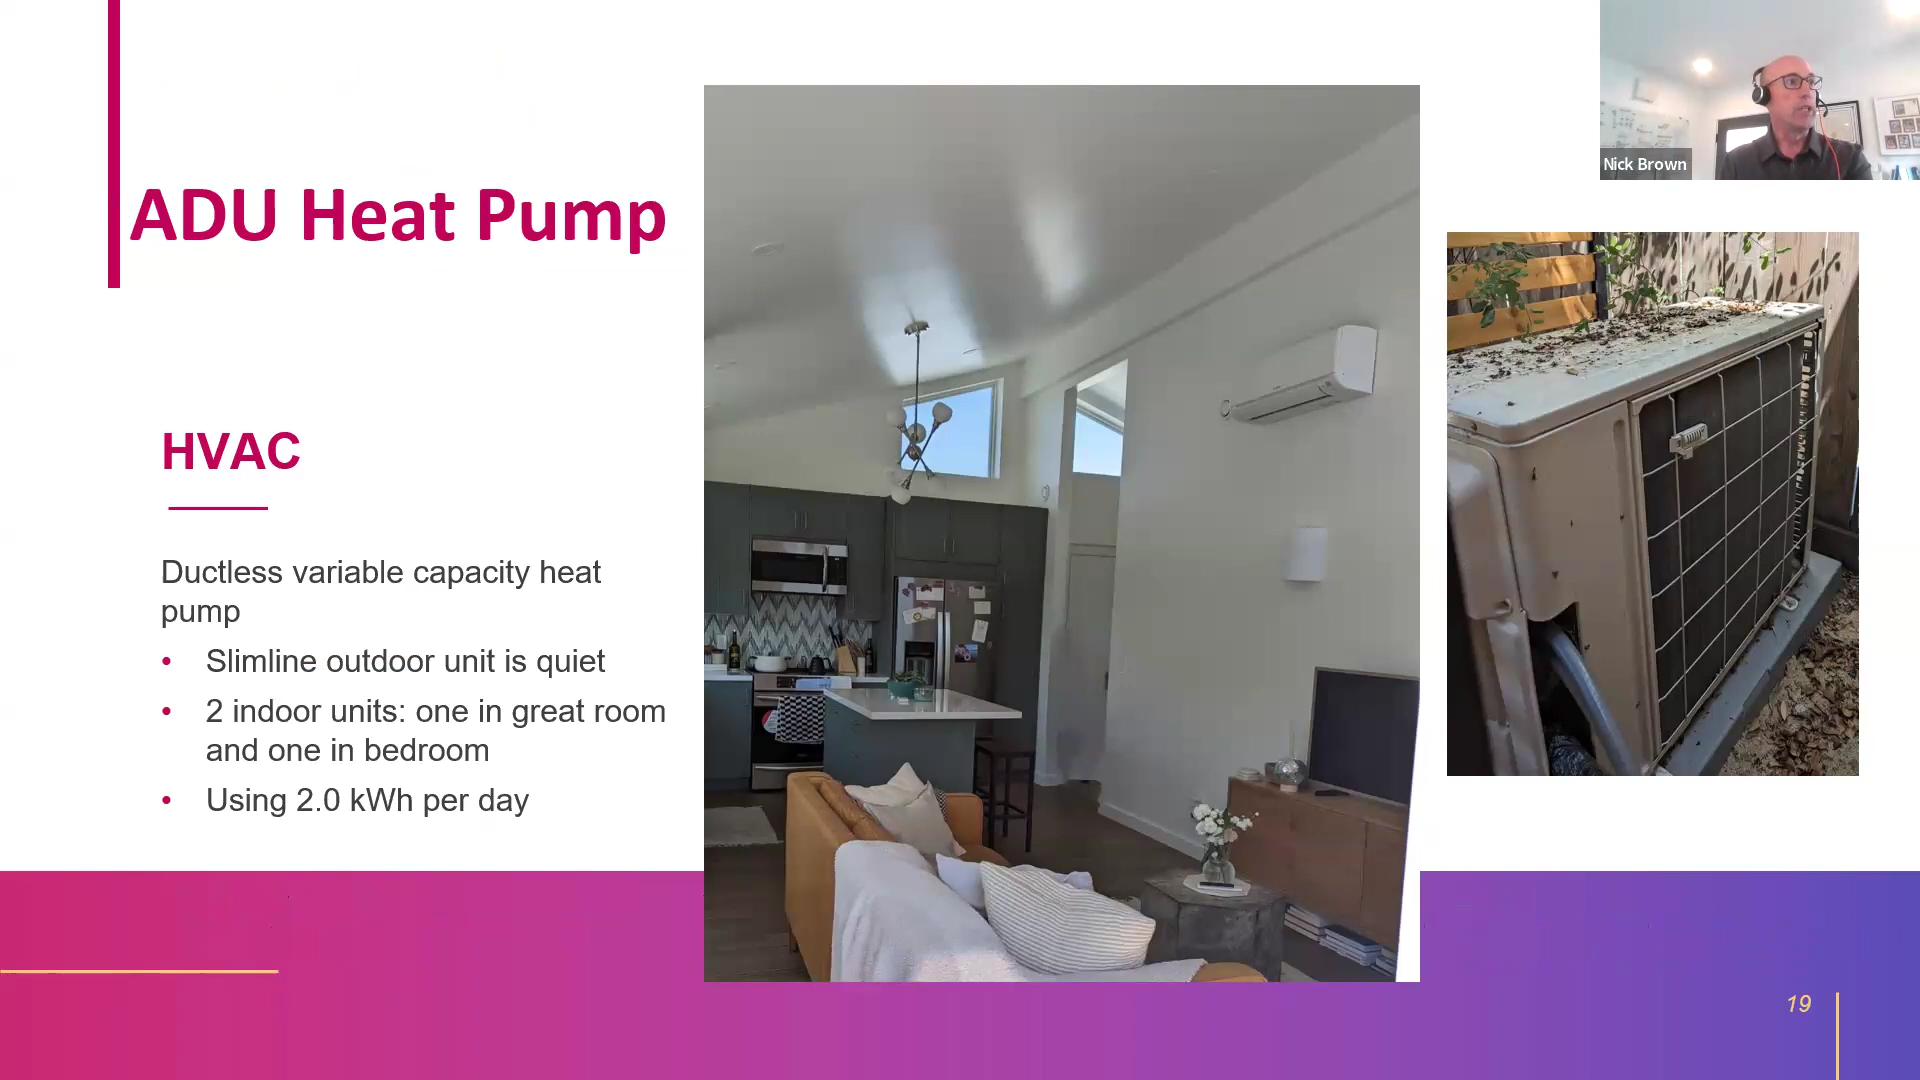 Nick Brown
ADU Heat Pump
HVAC
Ductless variable capacity heat
pump
• Slimline outdoor unit is quiet
• 2 indoor units: one in great room
and one in bedroom
• Using 2.0 kWh per day
19